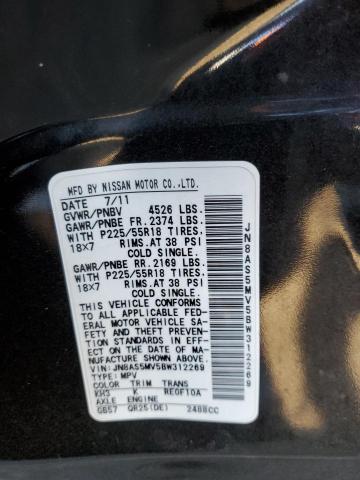 MFD BY NISSAN MOTOR CO.,LTD.
DATE 7/11
GVWR/PNBV 4526 LBS.
GAWR/PNBE FR. 2374 LBS.
WITH P225/55R18 TIRES.
18X7 RIMS.AT 38 PSI
COLD SINGLE.
GAWR/PNBE RR. 2169 LBS.
WITH P225/55R18 TIRES.
18X7 RIMS.AT 38 PSI
COLD SINGLE.
THIS VEHICLE CONFORMS
TO ALL APPLICABLE FED-
ERAL MOTOR VEHICLE SA-
FETY AND THEFT PREVENTION
STANDARDS IN EFFECT
ON THE DATE OF MA-
NUFACTURE SHOWN ABOVE.
VIN: JN8AS5MV5BW312269
TYPE: MPV
COLOR TRIM TRANS
KH3 K RE0F10A
AXLE ENGINE
GB57 QR25(DE) 2488CC
JN8AS5MV5BW312269